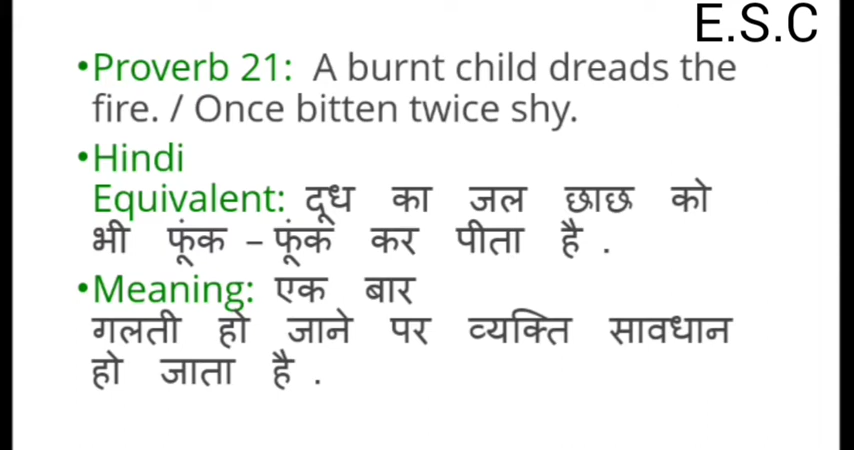 E.S.C
•Proverb 21: A burnt child dreads the
fire. / Once bitten twice shy.
•Hindi
Equivalent: दूध का जल छाछ को
भी फूंक – फूंक कर पीता है .
•Meaning: एक बार
गलती हो जाने पर व्यक्ति सावधान
हो जाता है .